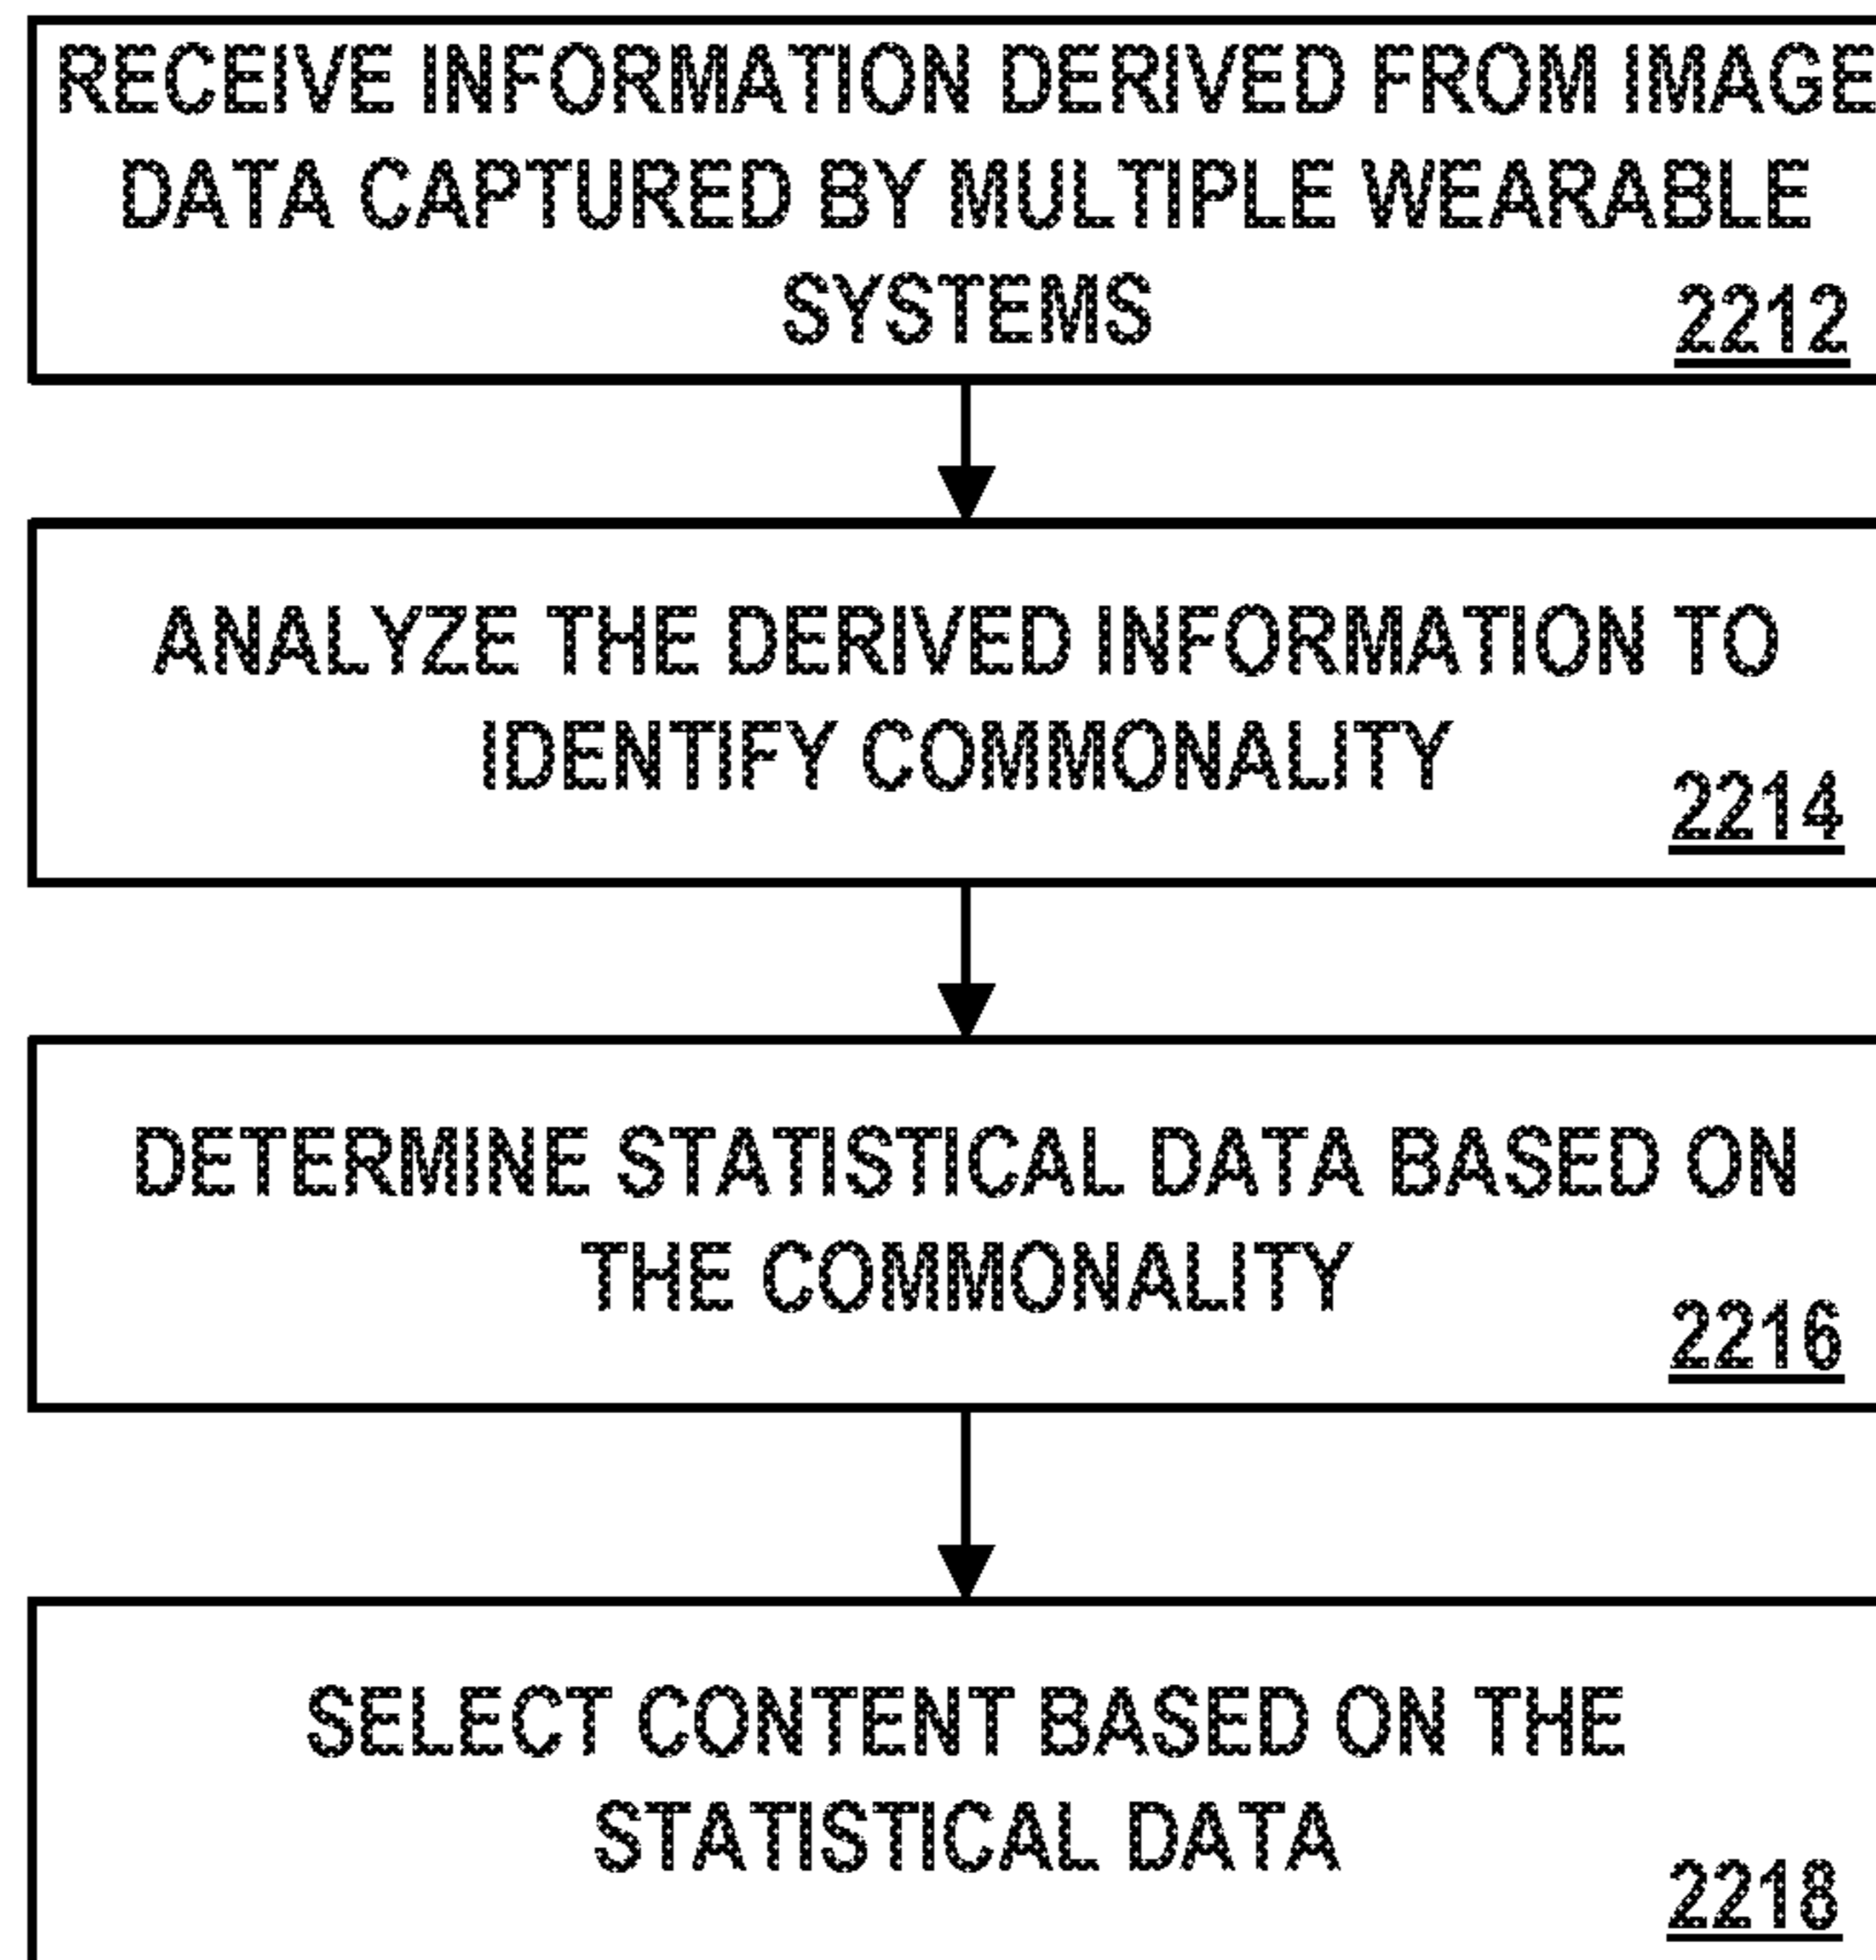 RECEIVE INFORMATION DERIVED FROM IMAGE
DATA CAPTURED BY MULTIPLE WEARABLE
SYSTEMS
2212
ANALYZE THE DERIVED INFORMATION TO
IDENTIFY COMMONALITY
2214
DETERMINE STATISTICAL DATA BASED ON
THE COMMONALITY
2216
SELECT CONTENT BASED ON THE
STATISTICAL DATA
2218